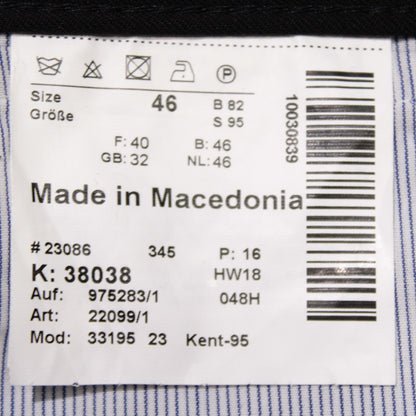 Size 46 B 82
Größe S 95
F: 40 B: 46
GB: 32 NL: 46
Made in Macedonia
# 23086 345 P: 16
K: 38038 HW18
Auf: 975283/1 048H
Art: 22099/1
Mod: 33195 23 Kent-95
10030839
P